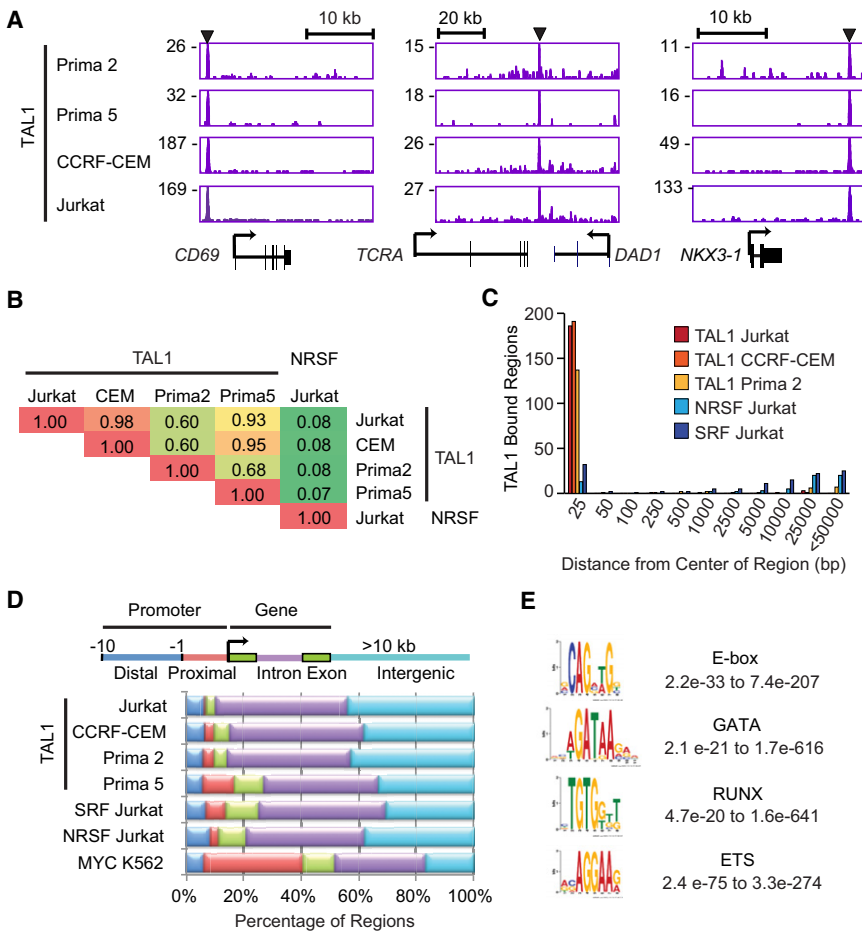 A
10 kb
20 kb
10 kb
TAL1
Prima 2
26
15
11
Prima 5
32
18
16
CCRF-CEM
187
26
49
Jurkat
169
27
133
CD69
TCRA
DAD1
NKX3-1
B
TAL1
NRSF
Jurkat CEM Prima2 Prima5 Jurkat
1.00 0.98 0.60 0.93 0.08 Jurkat
1.00 0.60 0.95 0.08 CEM
1.00 0.68 0.08 Prima2
1.00 0.07 Prima5
1.00 Jurkat NRSF
TAL1
C
TAL1 Bound Regions
200
150
100
50
0
TAL1 Jurkat
TAL1 CCRF-CEM
TAL1 Prima 2
NRSF Jurkat
SRF Jurkat
25 50 100 250 500 1000 2500 5000 10000 25000 <50000
Distance from Center of Region (bp)
D
Promoter Gene
-10 -1 >10 kb
Distal Proximal Intron Exon Intergenic
TAL1
Jurkat
CCRF-CEM
Prima 2
Prima 5
SRF Jurkat
NRSF Jurkat
MYC K562
0% 20% 40% 60% 80% 100%
Percentage of Regions
E
E-box
2.2e-33 to 7.4e-207
GATA
2.1 e-21 to 1.7e-616
RUNX
4.7e-20 to 1.6e-641
ETS
2.4 e-75 to 3.3e-274